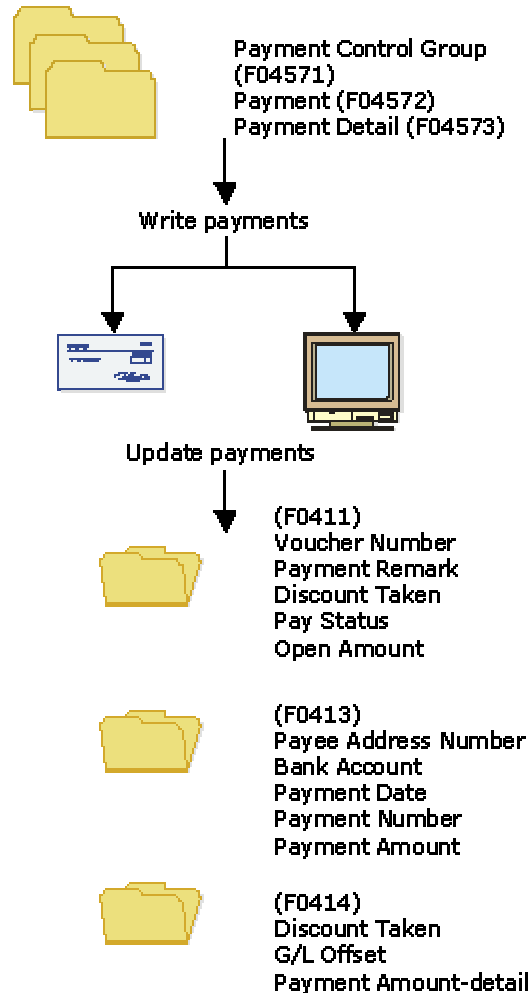 Payment Control Group
(F04571)
Payment (F04572)
Payment Detail (F04573)
Write payments
Update payments
(F0411)
Voucher Number
Payment Remark
Discount Taken
Pay Status
Open Amount
(F0413)
Payee Address Number
Bank Account
Payment Date
Payment Number
Payment Amount
(F0414)
Discount Taken
G/L Offset
Payment Amount-detail